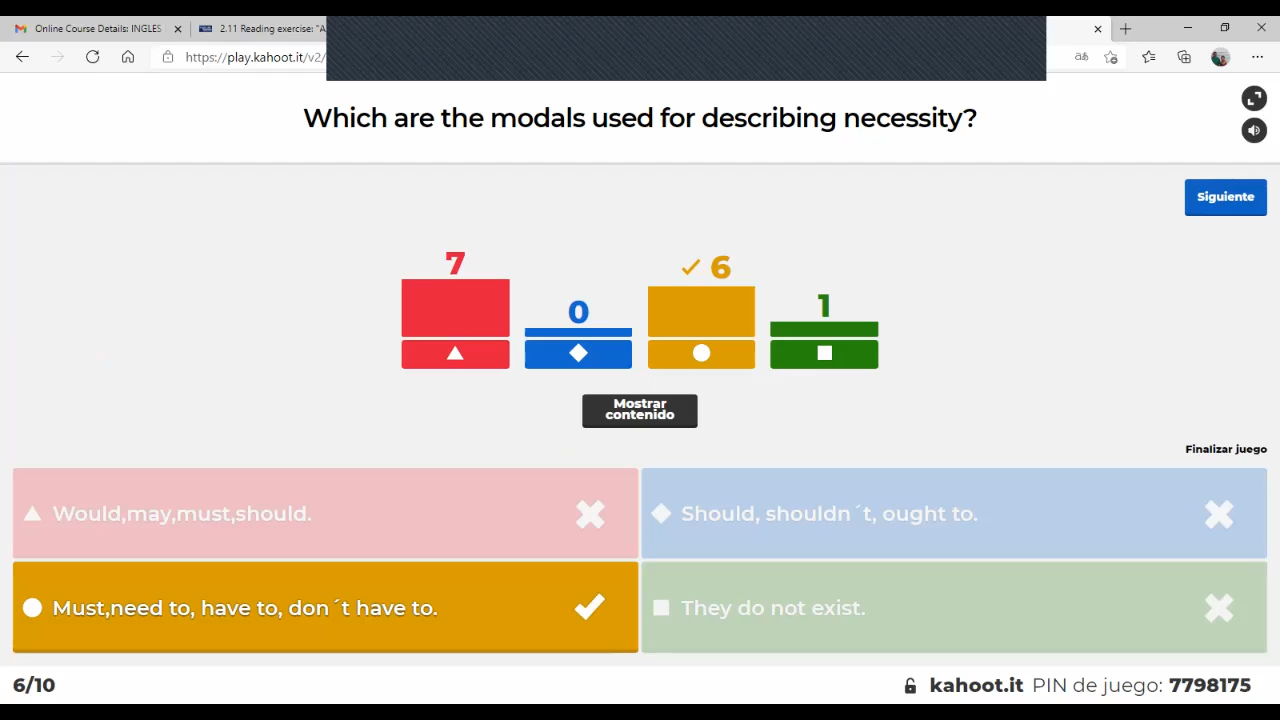 Online Course Details: INGLES
2.11 Reading exercise: "A
https://play.kahoot.it/v2/
Which are the modals used for describing necessity?
Siguiente
7
0
6
1
Mostrar
contenido
Finalizar juego
Would,may,must,should.
Should, shouldn´t, ought to.
Must,need to, have to, don´t have to.
They do not exist.
6/10
kahoot.it PIN de juego: 7798175